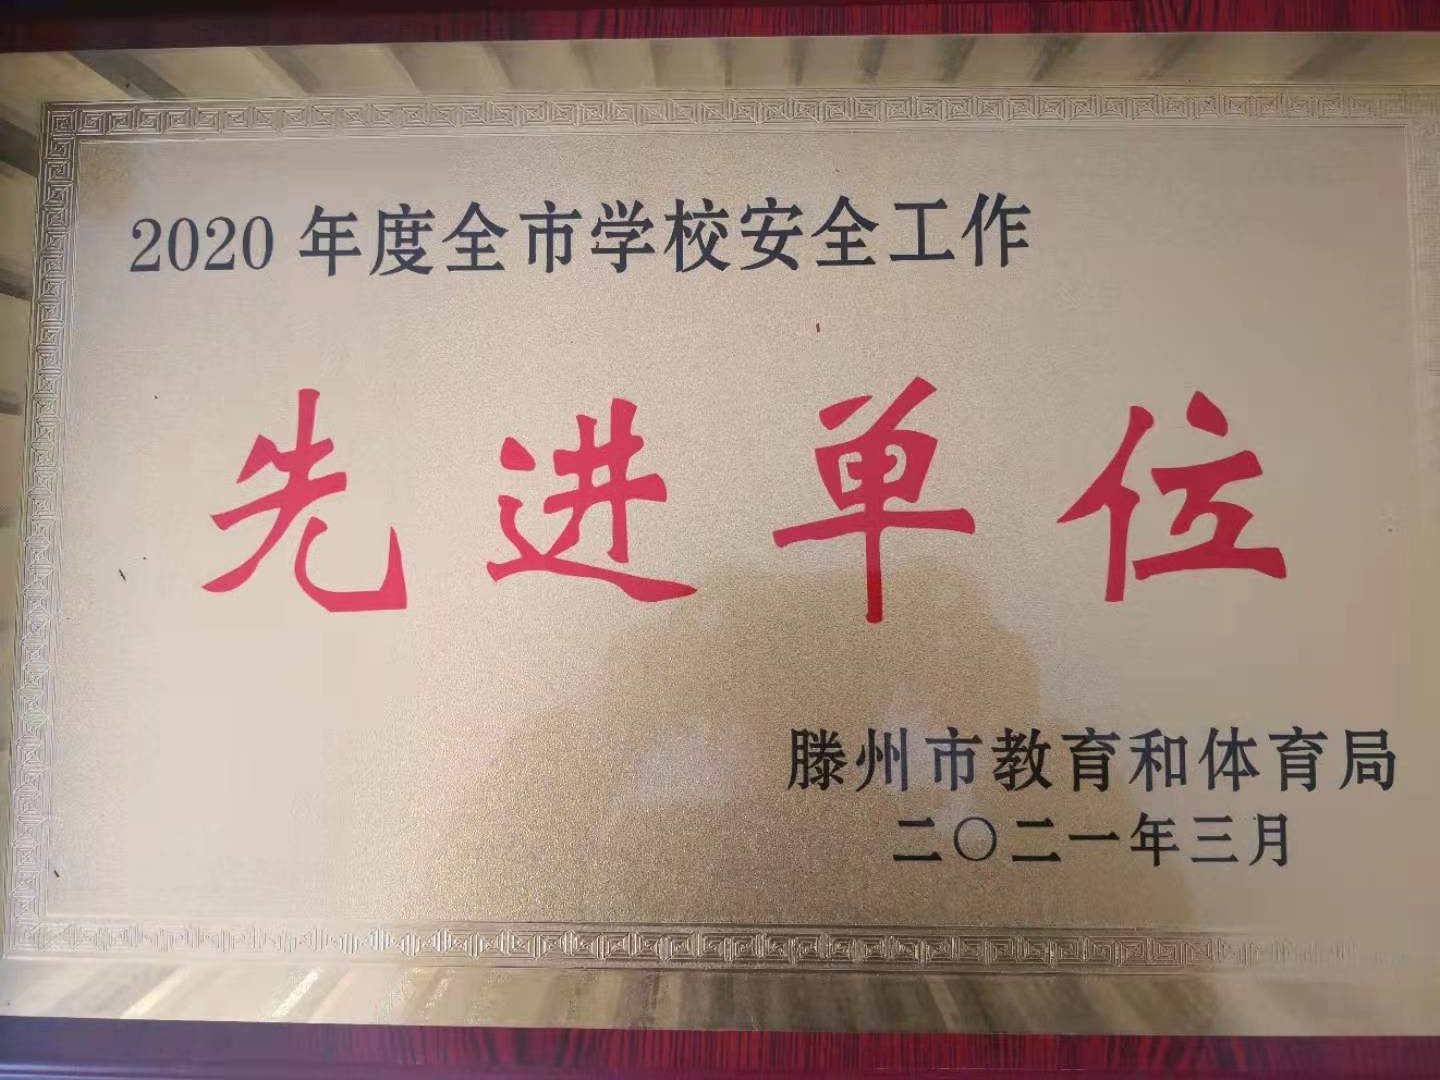 2020 年度全市学校安全工作
先进单位
滕州市教育和体育局
二〇二一年三月